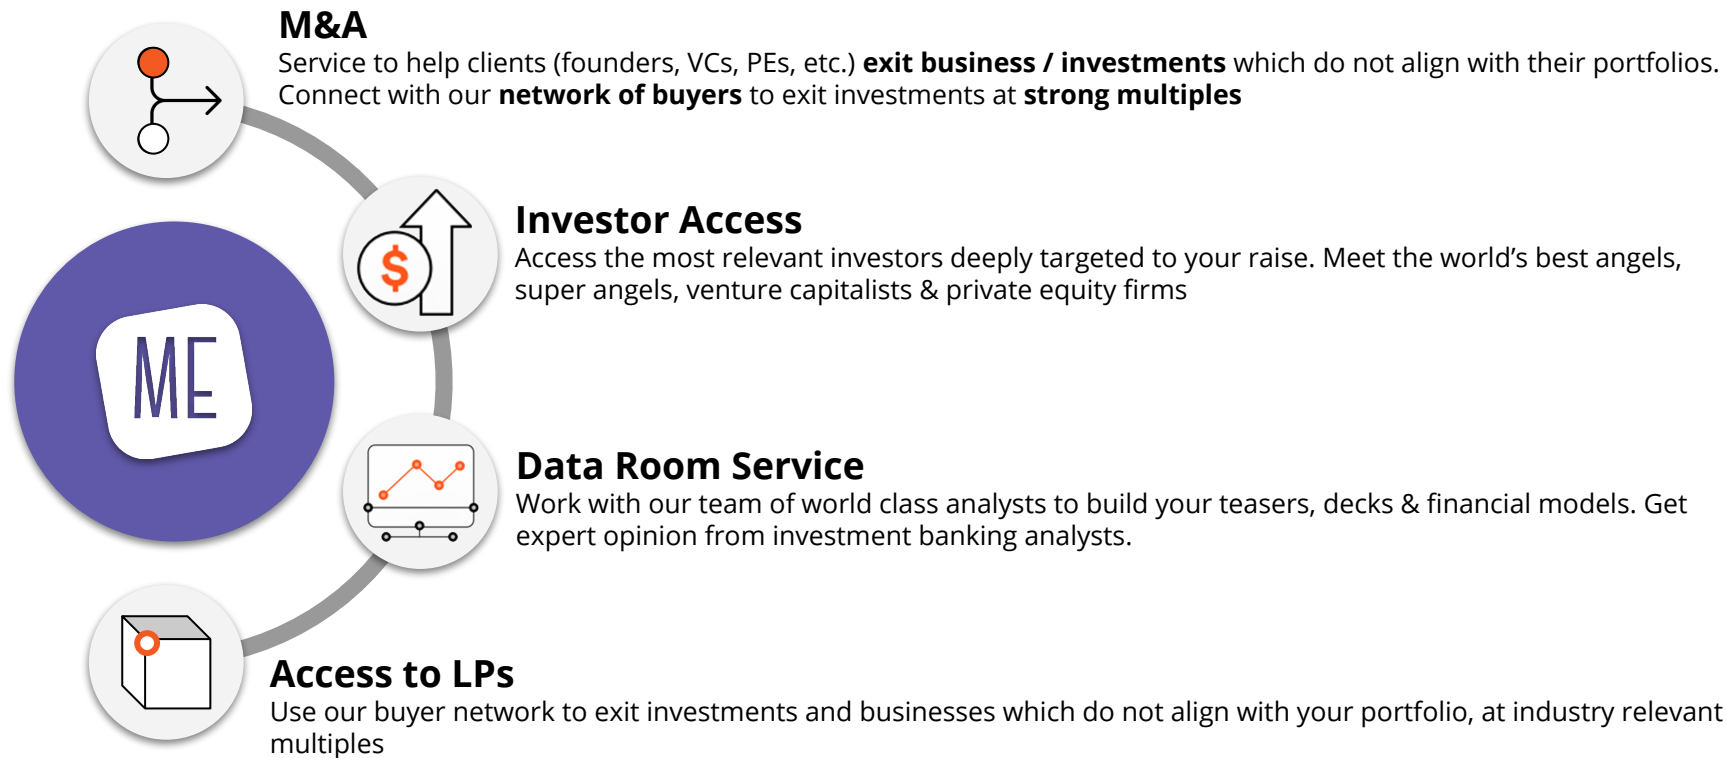 M&A
Service to help clients (founders, VCs, PEs, etc.) exit business / investments which do not align with their portfolios.
Connect with our network of buyers to exit investments at strong multiples
Investor Access
Access the most relevant investors deeply targeted to your raise. Meet the world’s best angels,
super angels, venture capitalists & private equity firms
$
ME
Data Room Service
Work with our team of world class analysts to build your teasers, decks & financial models. Get
expert opinion from investment banking analysts.
Access to LPs
Use our buyer network to exit investments and businesses which do not align with your portfolio, at industry relevant
multiples